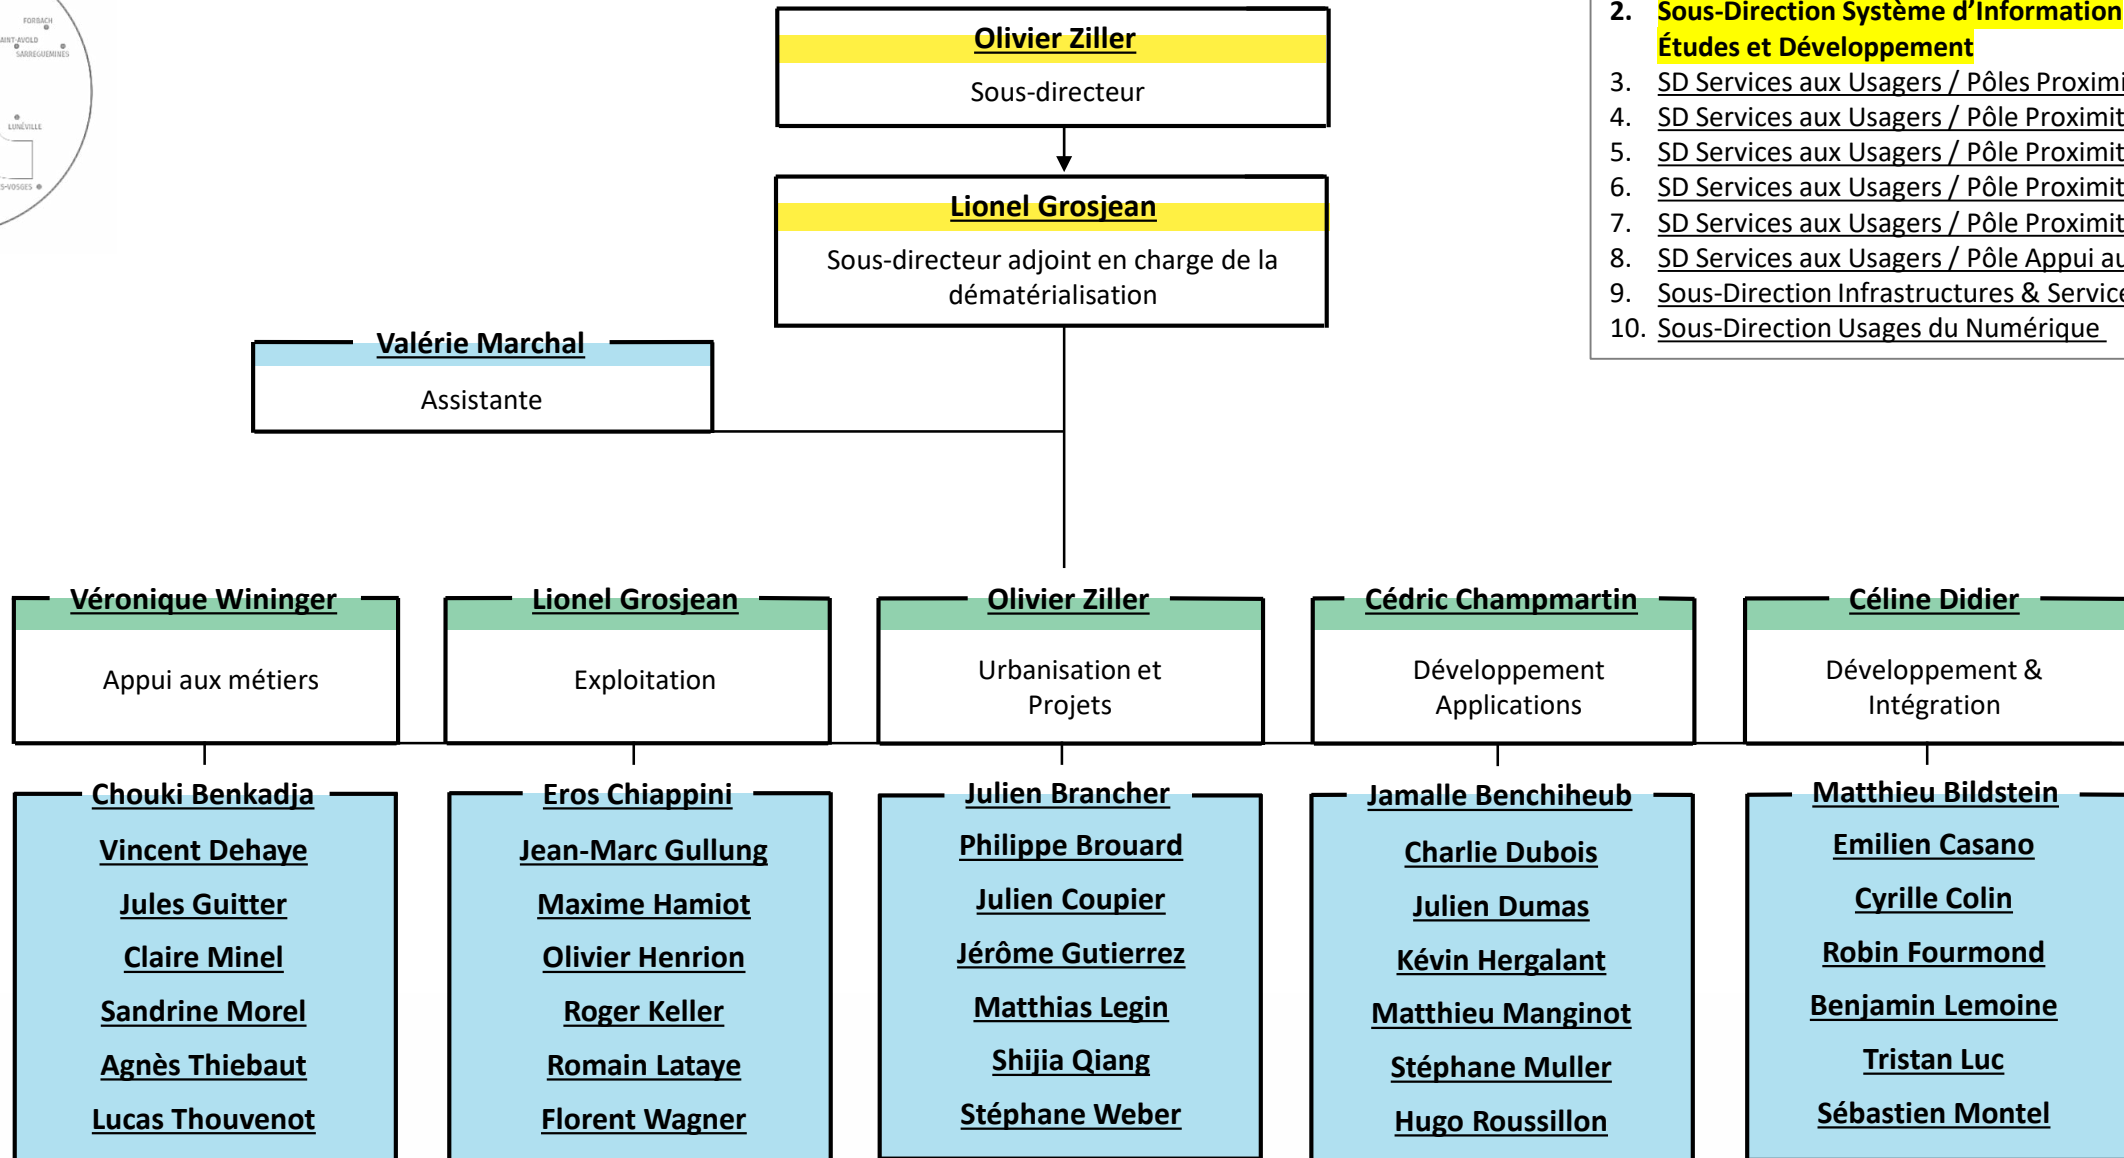 FORBACH
SARREGUEMINES
LUNÉVILLE
2. Sous-Direction Système d'Information
Études et Développement
3. SD Services aux Usagers / Pôles
4. SD Services aux Usagers / Pôle
5. SD Services aux Usagers / Pôle
6. SD Services aux Usagers / Pôle
7. SD Services aux Usagers / Pôle
8. SD Services aux Usagers / Pôle Appui
9. Sous-Direction Infrastructures &
10. Sous-Direction Usages du Numérique
Olivier Ziller
Sous-directeur
Lionel Grosjean
Sous-directeur adjoint en charge de la
dématérialisation
Valérie Marchal
Assistante
Véronique Wininger
Appui aux métiers
Lionel Grosjean
Exploitation
Olivier Ziller
Urbanisation et
Projets
Cédric Champmartin
Développement
Applications
Céline Didier
Développement &
Intégration
Chouki Benkadja
Vincent Dehaye
Jules Guitter
Claire Minel
Sandrine Morel
Agnès Thiebaut
Lucas Thouvenot
Eros Chiappini
Jean-Marc Gullung
Maxime Hamiot
Olivier Henrion
Roger Keller
Romain Lataye
Florent Wagner
Julien Brancher
Philippe Brouard
Julien Coupier
Jérôme Gutierrez
Matthias Legin
Shijia Qiang
Stéphane Weber
Jamalle Benchiheub
Charlie Dubois
Julien Dumas
Kévin Hergalant
Matthieu Manginot
Stéphane Muller
Hugo Roussillon
Matthieu Bildstein
Emilien Casano
Cyrille Colin
Robin Fourmond
Benjamin Lemoine
Tristan Luc
Sébastien Montel